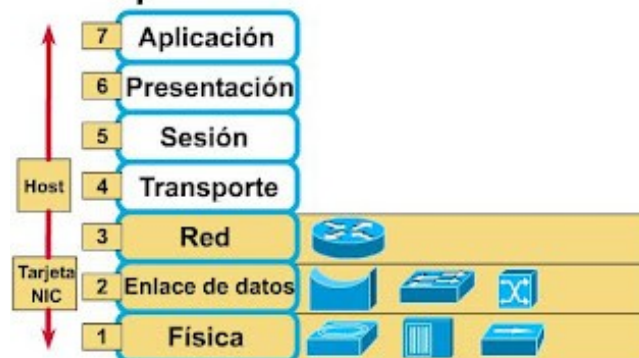 7 Aplicación
6 Presentación
5 Sesión
Host
4 Transporte
3 Red
Tarjeta
NIC
2 Enlace de datos
1 Física